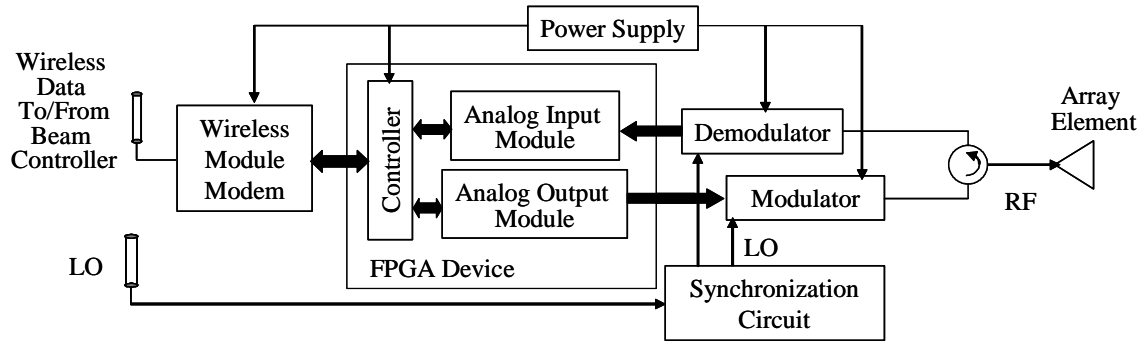 Power Supply
Wireless
Data
To/From
Beam
Controller
Wireless
Module
Modem
Controller
Analog Input
Module
Analog Output
Module
FPGA Device
Demodulator
Modulator
Array
Element
RF
LO
LO
Synchronization
Circuit